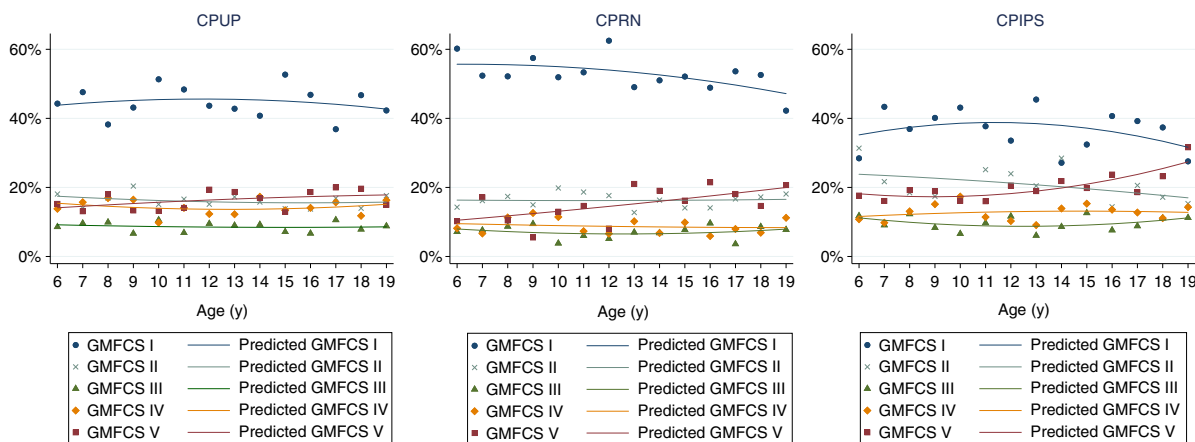 CPUP
60%
40%
20%
0%
6 7 8 9 10 11 12 13 14 15 16 17 18 19
Age (y)
GMFCS I Predicted GMFCS I
GMFCS II Predicted GMFCS II
GMFCS III Predicted GMFCS III
GMFCS IV Predicted GMFCS IV
GMFCS V Predicted GMFCS V
CPRN
60%
40%
20%
0%
6 7 8 9 10 11 12 13 14 15 16 17 18 19
Age (y)
GMFCS I Predicted GMFCS I
GMFCS II Predicted GMFCS II
GMFCS III Predicted GMFCS III
GMFCS IV Predicted GMFCS IV
GMFCS V Predicted GMFCS V
CPIPS
60%
40%
20%
0%
6 7 8 9 10 11 12 13 14 15 16 17 18 19
Age (y)
GMFCS I Predicted GMFCS I
GMFCS II Predicted GMFCS II
GMFCS III Predicted GMFCS III
GMFCS IV Predicted GMFCS IV
GMFCS V Predicted GMFCS V